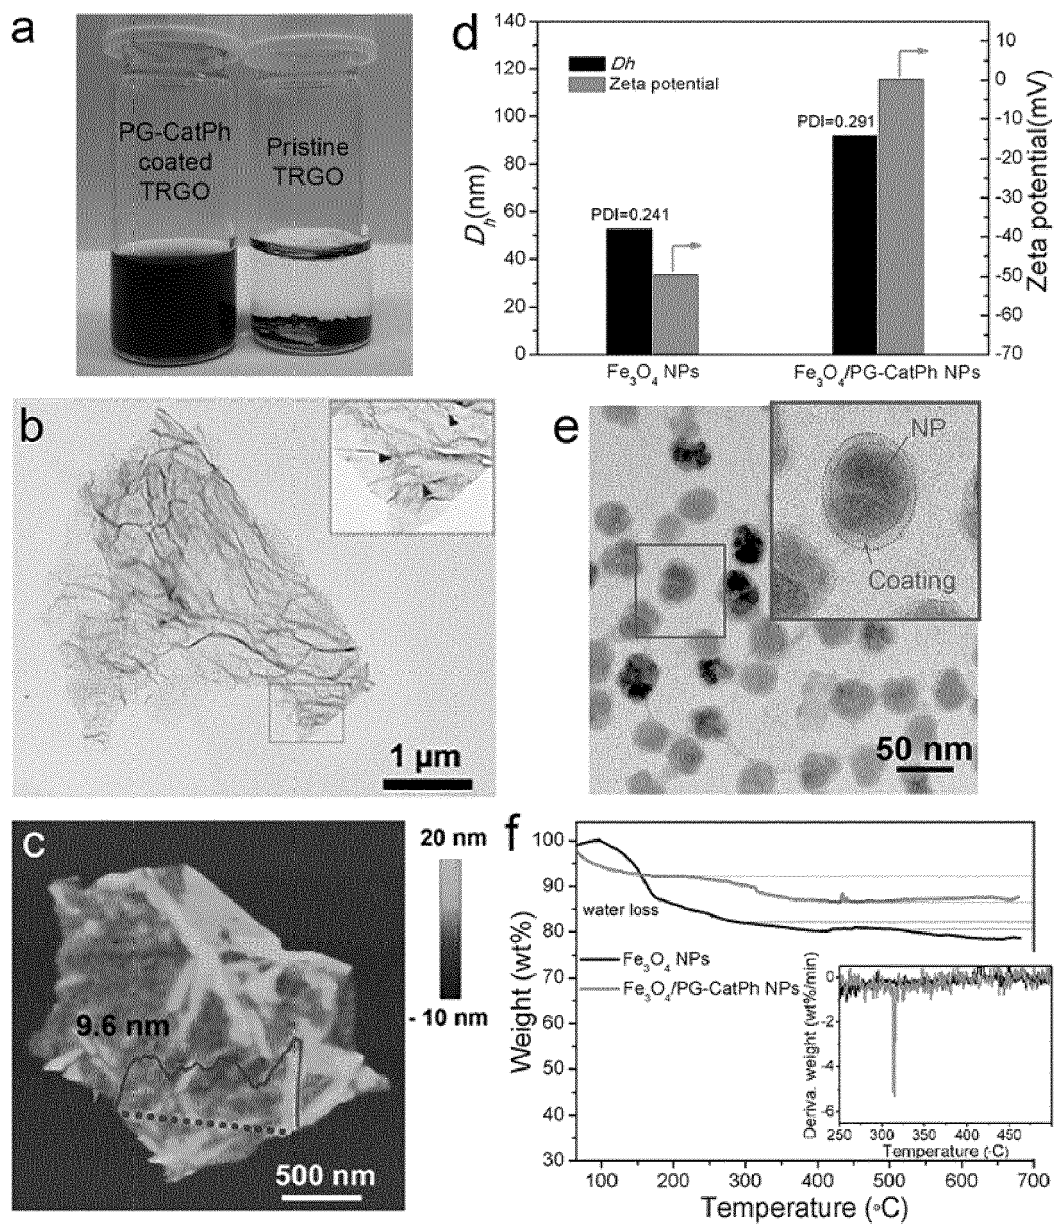 a
PG-CatPh
coated
TRGO
Pristine
TRGO
b
1 µm
c
20 nm
- 10 nm
9.6 nm
500 nm
d
Dh
Zeta potential
PDI=0.241
PDI=0.291
140
120
100
80
60
40
20
0
Dh(nm)
10
0
-10
-20
-30
-40
-50
-60
-70
Zeta potential(mV)
Fe3O4 NPs
Fe3O4/PG-CatPh NPs
e
NP
Coating
50 nm
f
100
90
80
70
60
50
40
30
Weight (wt%)
water loss
Fe3O4 NPs
Fe3O4/PG-CatPh NPs
0
-2
-4
-6
Deriva. weight (wt%/min)
250
300
350
400
450
Temperature (◦C)
100
200
300
400
500
600
700
Temperature (◦C)